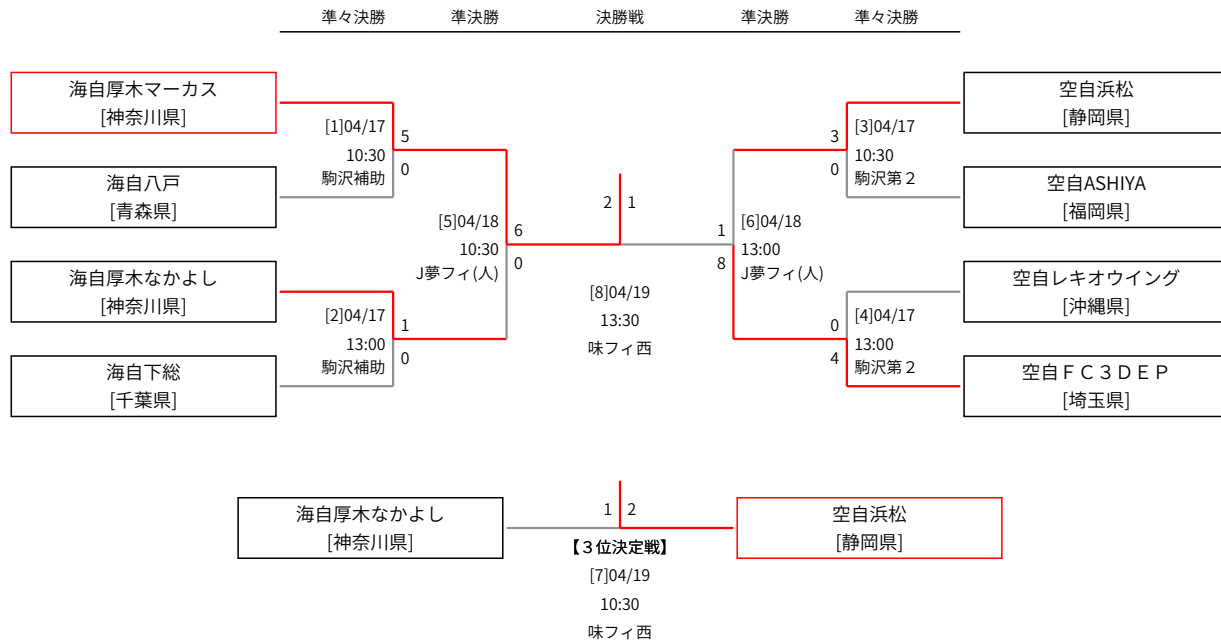 準々決勝 準決勝 決勝戦 準決勝 準々決勝
海自厚木マーカス
[神奈川県]
[1]04/17
10:30
駒沢補助
5
0
海自八戸
[青森県]
[5]04/18
10:30
J夢フィ(人)
6
0
海自厚木なかよし
[神奈川県]
[2]04/17
13:00
駒沢補助
1
0
海自下総
[千葉県]
2 1
[8]04/19
13:30
味フィ西
空自浜松
[静岡県]
3
0
[3]04/17
10:30
駒沢第２
空自ASHIYA
[福岡県]
1
8
[6]04/18
13:00
J夢フィ(人)
空自レキオウイング
[沖縄県]
0
4
[4]04/17
13:00
駒沢第２
空自ＦＣ３ＤＥＰ
[埼玉県]
海自厚木なかよし
[神奈川県]
1 2
空自浜松
[静岡県]
【３位決定戦】
[7]04/19
10:30
味フィ西